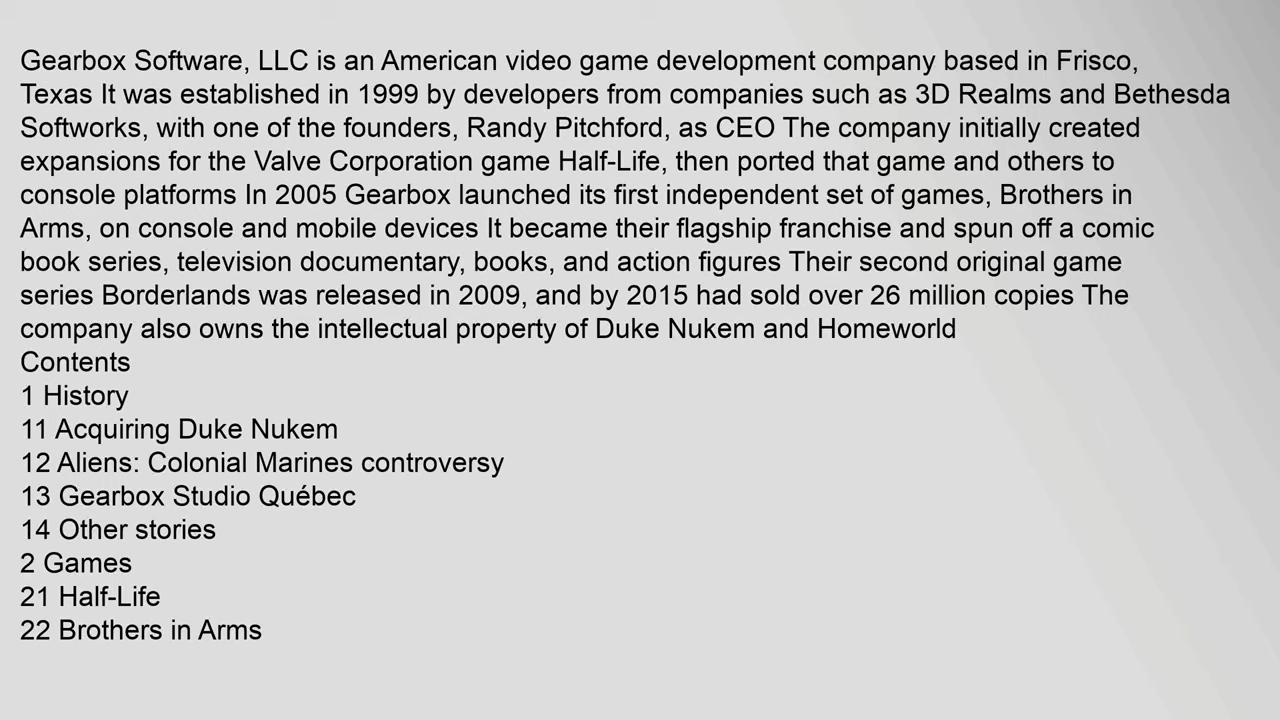 Gearbox Software, LLC is an American video game development company based in Frisco,
Texas It was established in 1999 by developers from companies such as 3D Realms and Bethesda
Softworks, with one of the founders, Randy Pitchford, as CEO The company initially created
expansions for the Valve Corporation game Half-Life, then ported that game and others to
console platforms In 2005 Gearbox launched its first independent set of games, Brothers in
Arms, on console and mobile devices It became their flagship franchise and spun off a comic
book series, television documentary, books, and action figures Their second original game
series Borderlands was released in 2009, and by 2015 had sold over 26 million copies The
company also owns the intellectual property of Duke Nukem and Homeworld
Contents
1 History
11 Acquiring Duke Nukem
12 Aliens: Colonial Marines controversy
13 Gearbox Studio Québec
14 Other stories
2 Games
21 Half-Life
22 Brothers in Arms